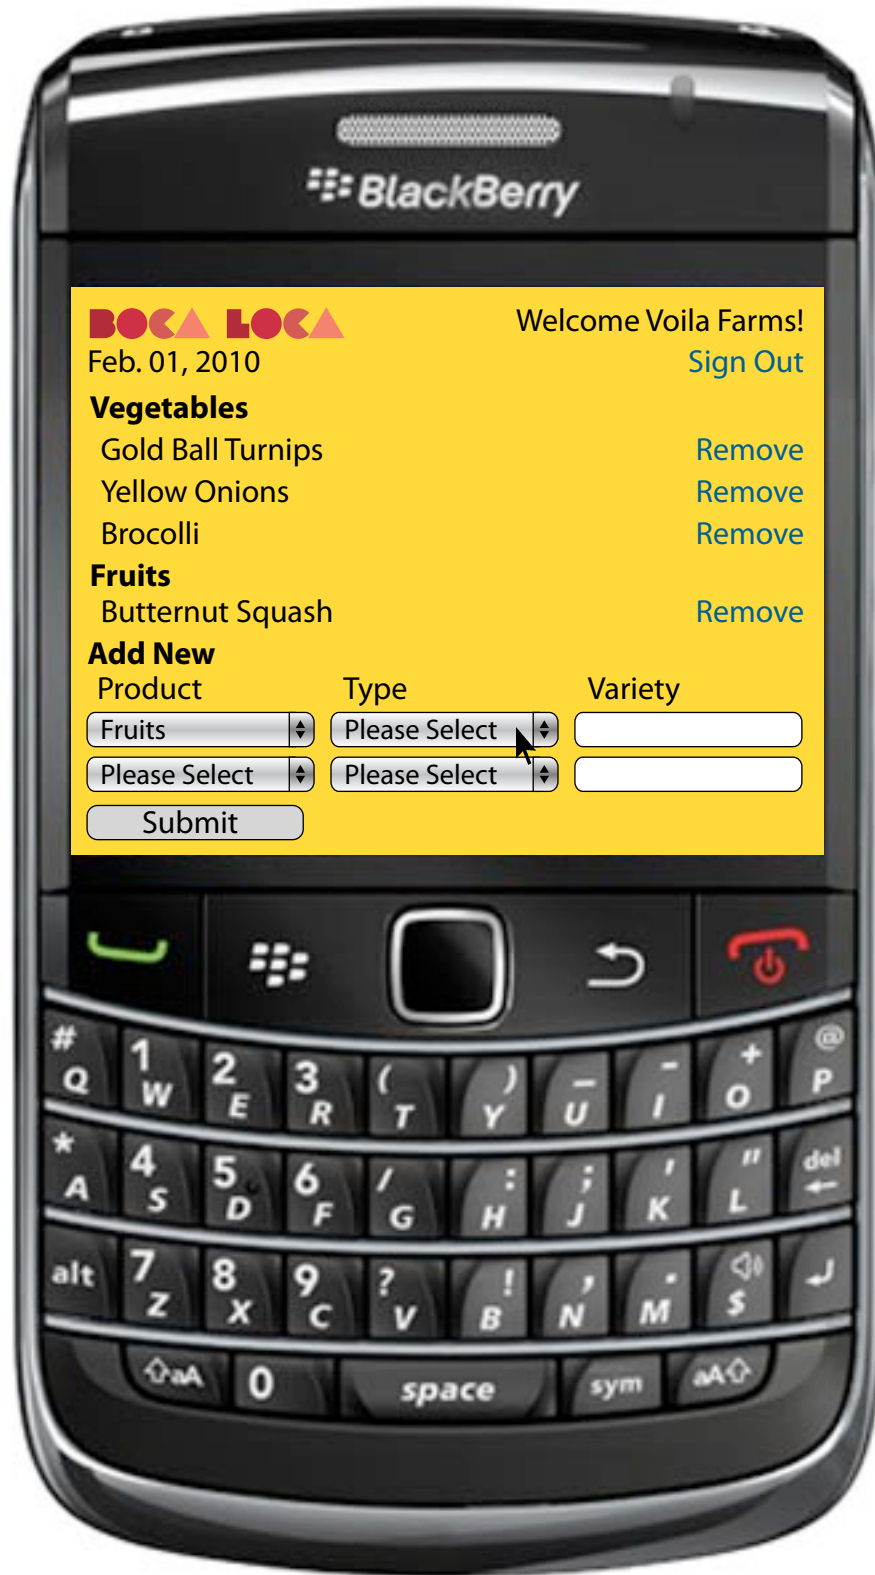 BlackBerry
BOCA LOCA Welcome Voila Farms!
Feb. 01, 2010 Sign Out
Vegetables
Gold Ball Turnips Remove
Yellow Onions Remove
Brocolli Remove
Fruits
Butternut Squash Remove
Add New
Product Type Variety
Fruits Please Select
Please Select Please Select
Submit
# 1 2 3 ( ) _ - + @
Q W E R T Y U I O P
* 4 5 6 / : ; ' " del
A S D F G H J K L
alt 7 8 9 ? ! , .
Z X C V B N M $
aA 0 space sym aA